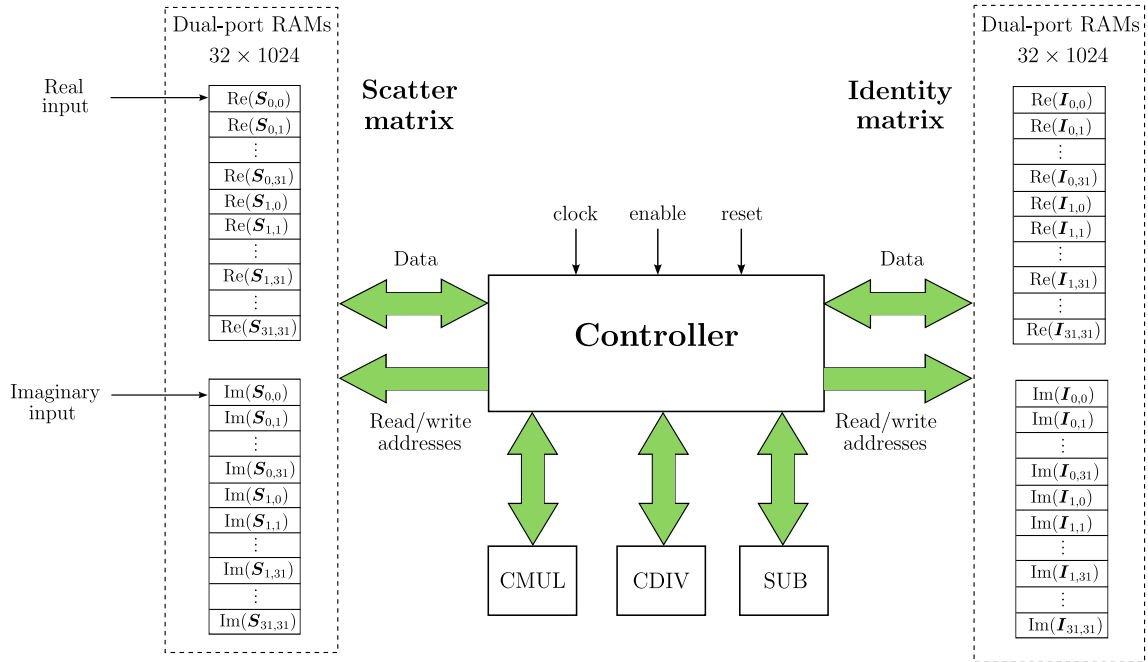 Dual-port RAMs
32 × 1024
Real
input
Re(S0,0)
Re(S0,1)
⋮
Re(S0,31)
Re(S1,0)
Re(S1,1)
⋮
Re(S1,31)
⋮
Re(S31,31)
Imaginary
input
Im(S0,0)
Im(S0,1)
⋮
Im(S0,31)
Im(S1,0)
Im(S1,1)
⋮
Im(S1,31)
⋮
Im(S31,31)
Scatter
matrix
Data
Read/write
addresses
clock enable reset
Controller
CMUL CDIV SUB
Identity
matrix
Data
Read/write
addresses
Dual-port RAMs
32 × 1024
Re(I0,0)
Re(I0,1)
⋮
Re(I0,31)
Re(I1,0)
Re(I1,1)
⋮
Re(I1,31)
⋮
Re(I31,31)
Im(I0,0)
Im(I0,1)
⋮
Im(I0,31)
Im(I1,0)
Im(I1,1)
⋮
Im(I1,31)
⋮
Im(I31,31)